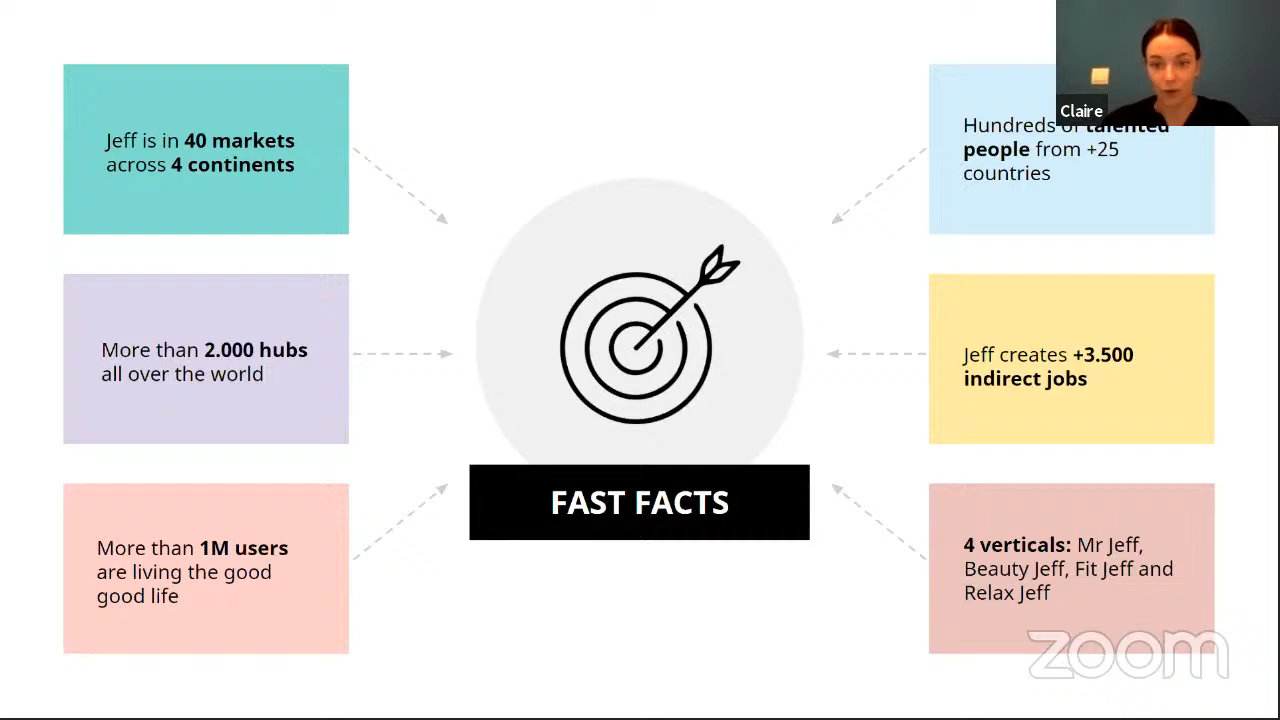 Claire
Jeff is in 40 markets
across 4 continents
More than 2.000 hubs
all over the world
More than 1M users
are living the good
good life
FAST FACTS
Hundreds of talented
people from +25
countries
Jeff creates +3.500
indirect jobs
4 verticals: Mr Jeff,
Beauty Jeff, Fit Jeff and
Relax Jeff
zoom